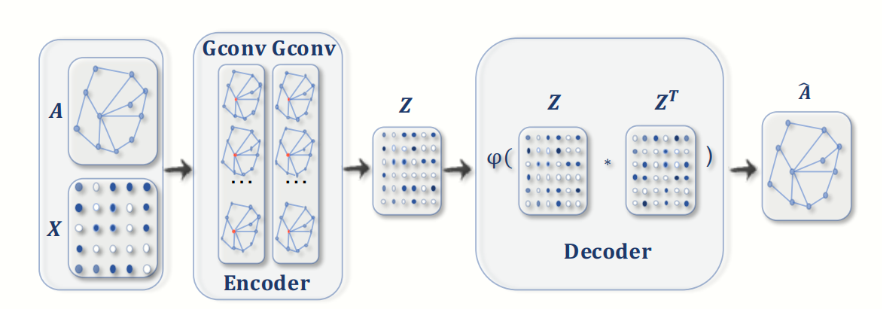 A
X
Gconv Gconv
...
...
Encoder
Z
φ(
Z
*
Z^T
)
Decoder
Â